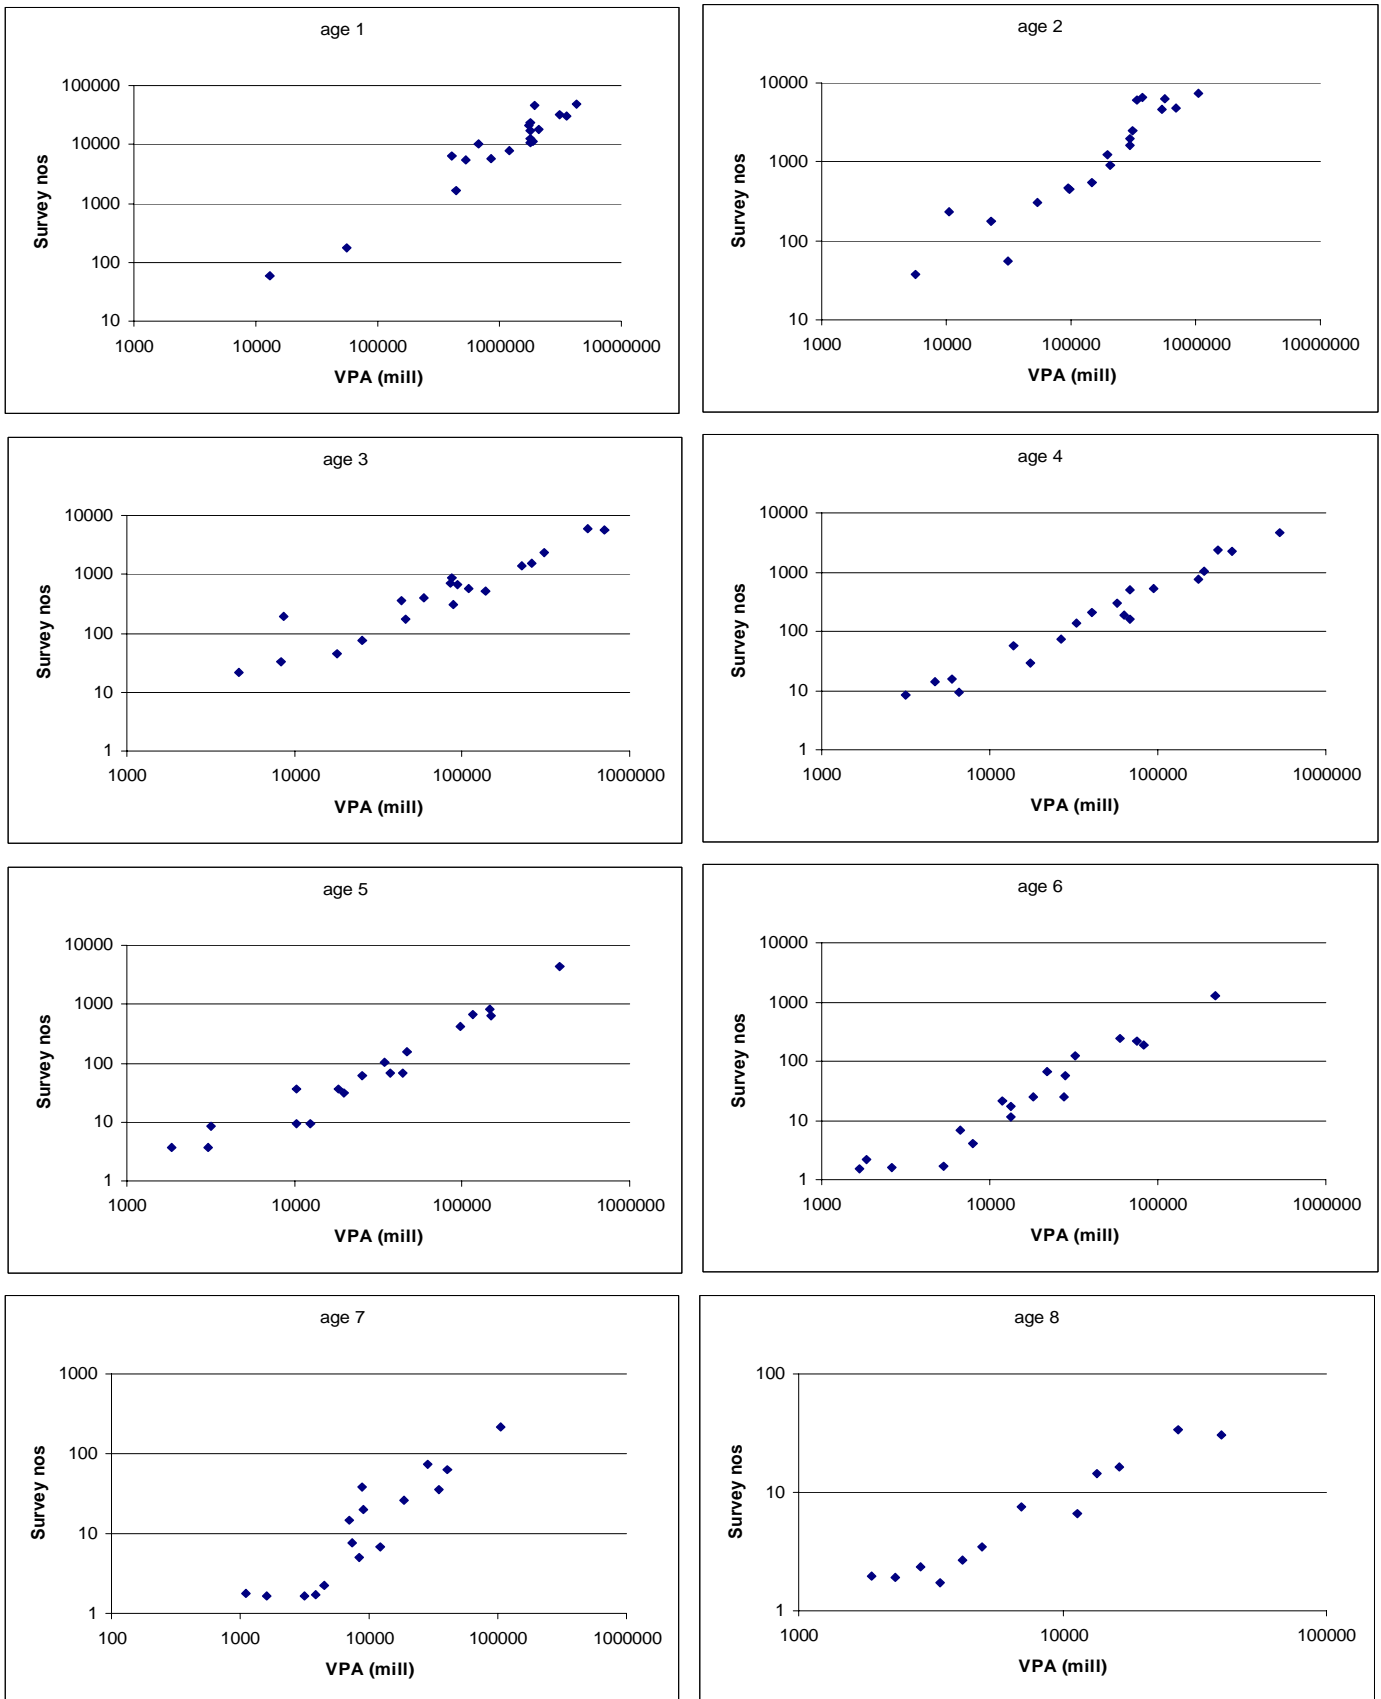 age 1
100000
10000
1000
100
10
1000 10000 100000 1000000 10000000
Survey nos
VPA (mill)
age 2
10000
1000
100
10
1000 10000 100000 1000000 10000000
Survey nos
VPA (mill)
age 3
10000
1000
100
10
1
1000 10000 100000 1000000
Survey nos
VPA (mill)
age 4
10000
1000
100
10
1
1000 10000 100000 1000000
Survey nos
VPA (mill)
age 5
10000
1000
100
10
1
1000 10000 100000 1000000
Survey nos
VPA (mill)
age 6
10000
1000
100
10
1
1000 10000 100000 1000000
Survey nos
VPA (mill)
age 7
1000
100
10
1
100 1000 10000 100000 1000000
Survey nos
VPA (mill)
age 8
100
10
1
1000 10000 100000
Survey nos
VPA (mill)